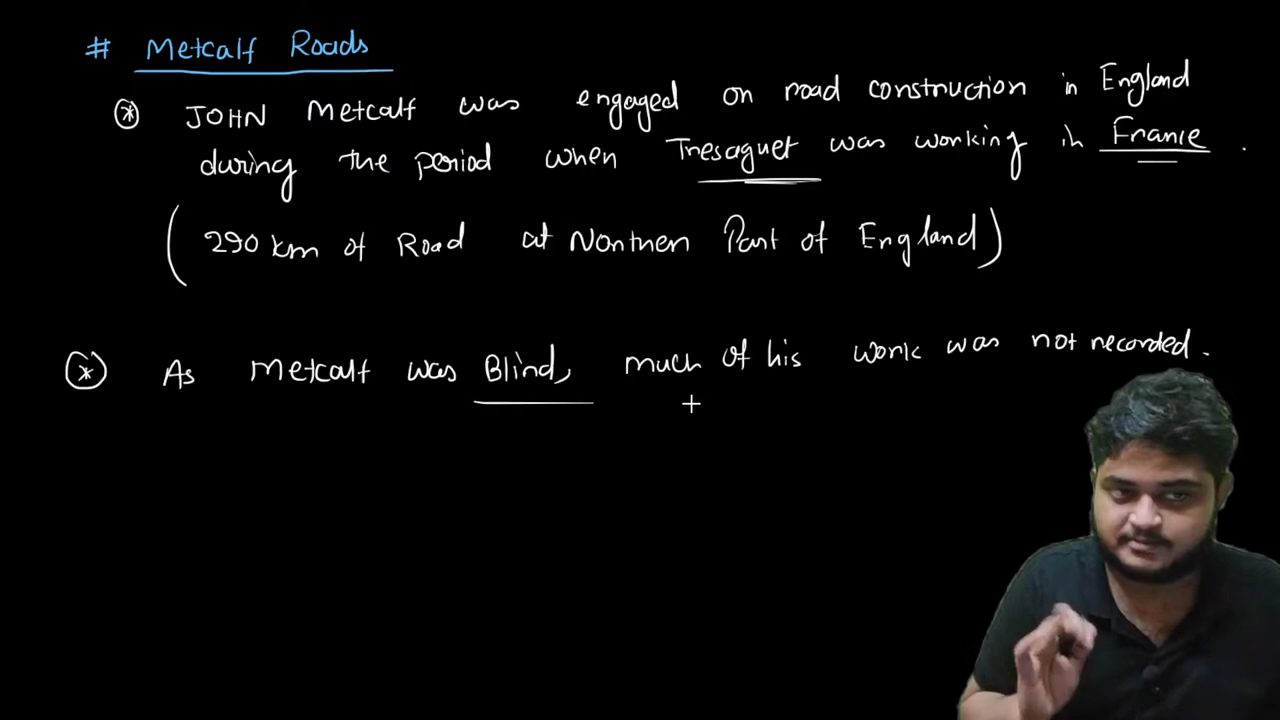 # Metcalf Roads
* JOHN Metcalf was engaged on road construction in England
during the period when Tresaguet was working in France.
(290 km of Road at Northen Part of England)
* As Metcalf was Blind, much of his work was not recorded.